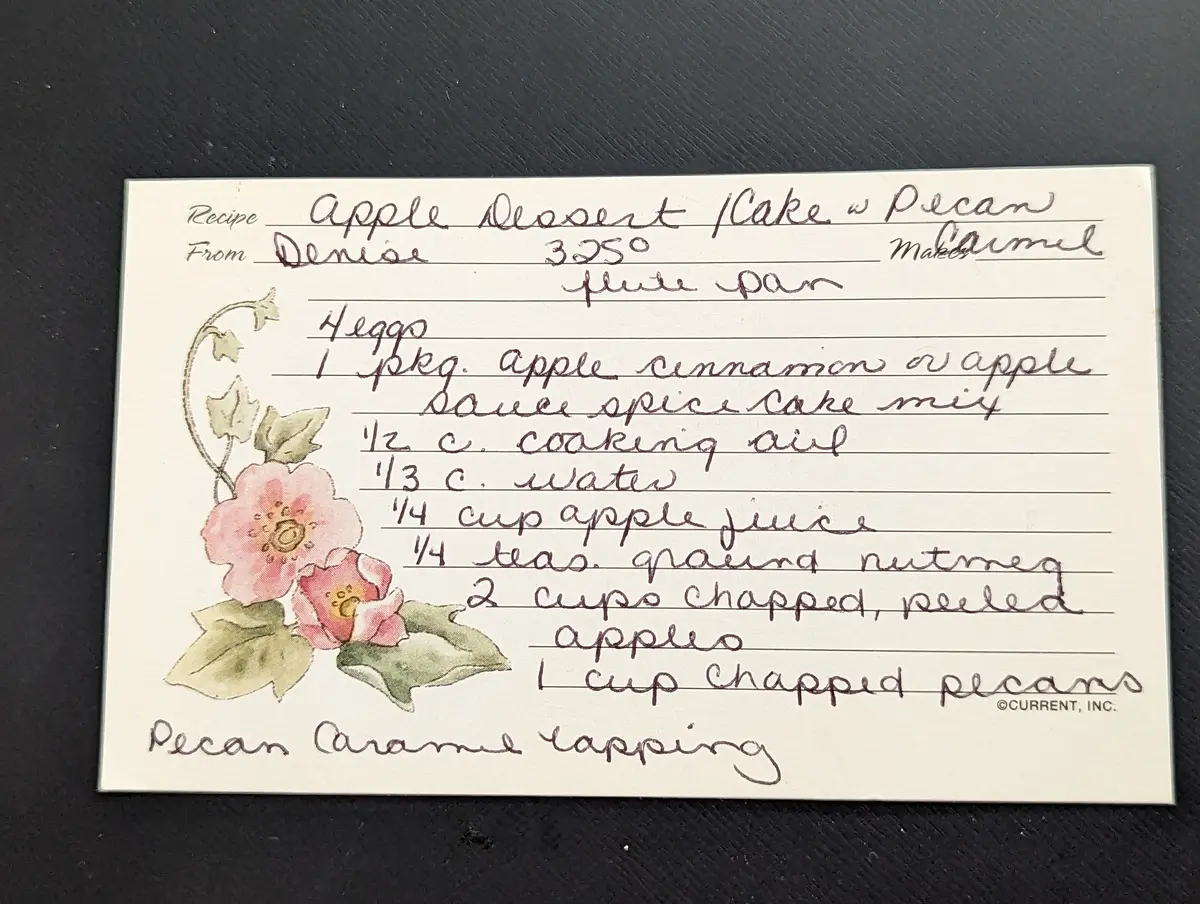 Recipe Apple Dessert / Cake w Pecan
From Denise 325° Makes Carmel
flute pan
4 eggs
1 pkg. apple cinnamon or apple
sauce spice cake mix
1/2 c. cooking oil
1/3 c. water
1/4 cup apple juice
1/4 teas. ground nutmeg
2 cups chopped, peeled
apples
1 cup chopped pecans
©CURRENT, INC.
Pecan Caramel topping